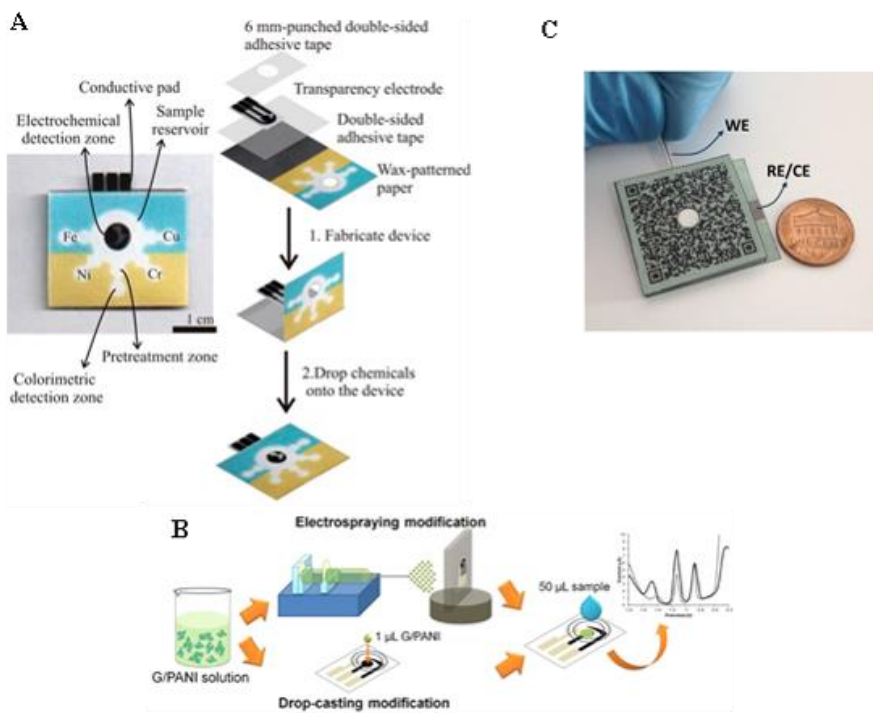 A
6 mm-punched double-sided
adhesive tape
Conductive pad
Electrochemical
detection zone
Sample
reservoir
Transparency electrode
Double-sided
adhesive tape
Wax-patterned
paper
Fe
Cu
Ni
Cr
1 cm
Pretreatment zone
Colorimetric
detection zone
1. Fabricate device
2.Drop chemicals
onto the device
C
WE
RE/CE
B
Electrospraying modification
G/PANI solution
1 µL G/PANI
Drop-casting modification
50 µL sample